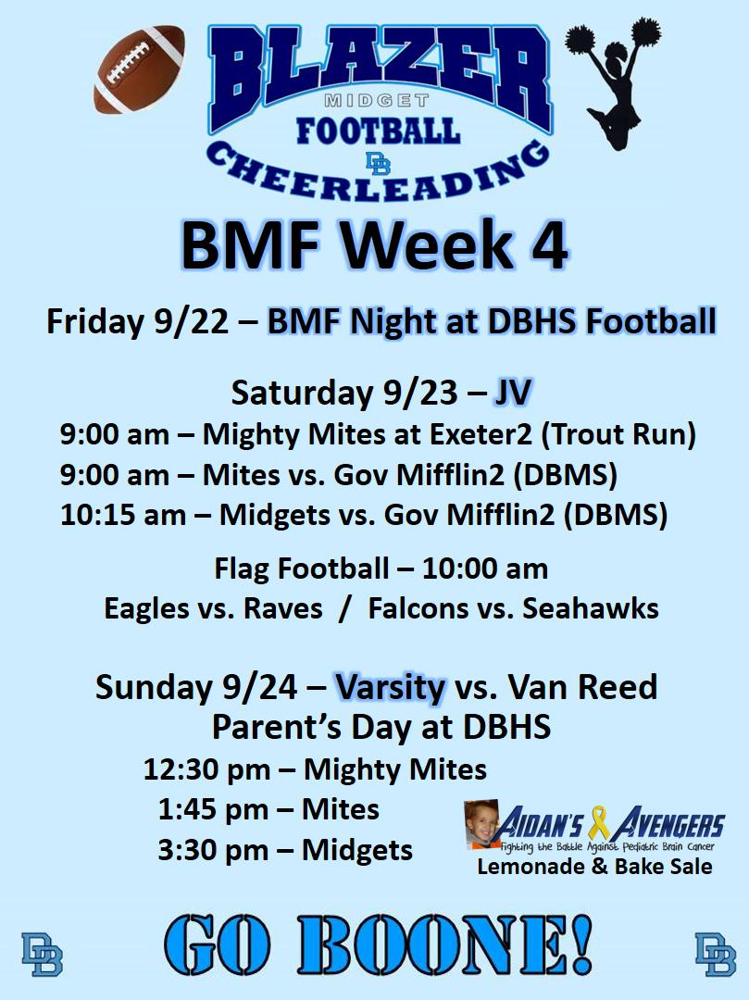 BLAZER
MIDGET
FOOTBALL
DB
CHEERLEADING
BMF Week 4
Friday 9/22 – BMF Night at DBHS Football
Saturday 9/23 – JV
9:00 am – Mighty Mites at Exeter2 (Trout Run)
9:00 am – Mites vs. Gov Mifflin2 (DBMS)
10:15 am – Midgets vs. Gov Mifflin2 (DBMS)
Flag Football – 10:00 am
Eagles vs. Raves / Falcons vs. Seahawks
Sunday 9/24 – Varsity vs. Van Reed
Parent's Day at DBHS
12:30 pm – Mighty Mites
1:45 pm – Mites
3:30 pm – Midgets
AIDAN'S AVENGERS
Fighting the Battle Against Pediatric Brain Cancer
Lemonade & Bake Sale
DB GO BOONE! DB